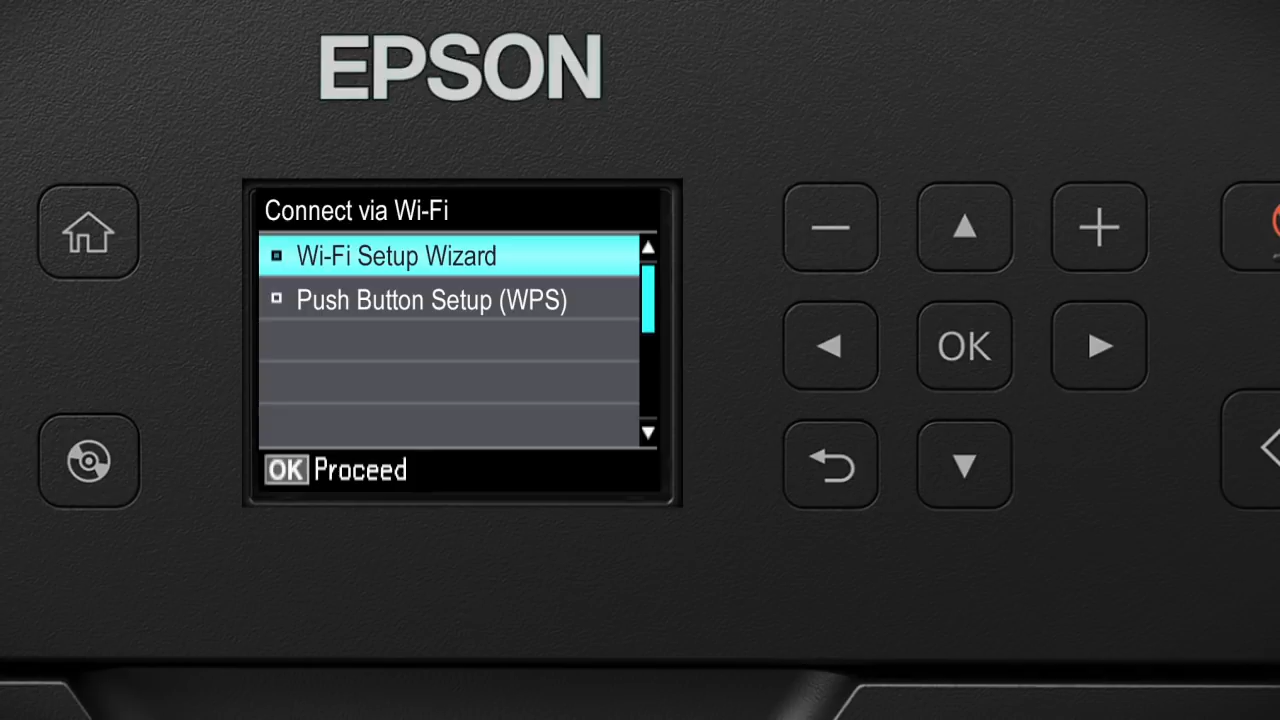 EPSON
Connect via Wi-Fi
Wi-Fi Setup Wizard
Push Button Setup (WPS)
OK Proceed
OK